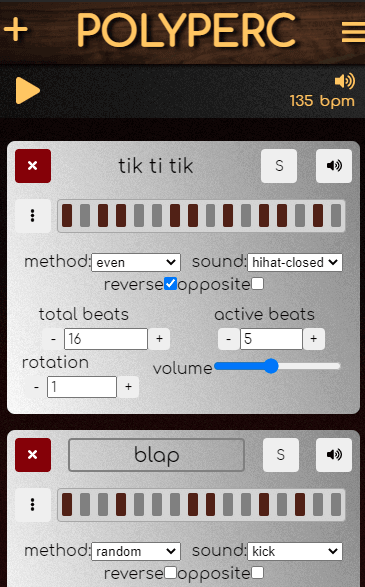 + POLYPERC
135 bpm
tik ti tik S
method: even sound: hihat-closed
reverse opposite
total beats active beats
- 16 + - 5 +
rotation
volume
- 1 +
blap S
method: random sound: kick
reverse opposite